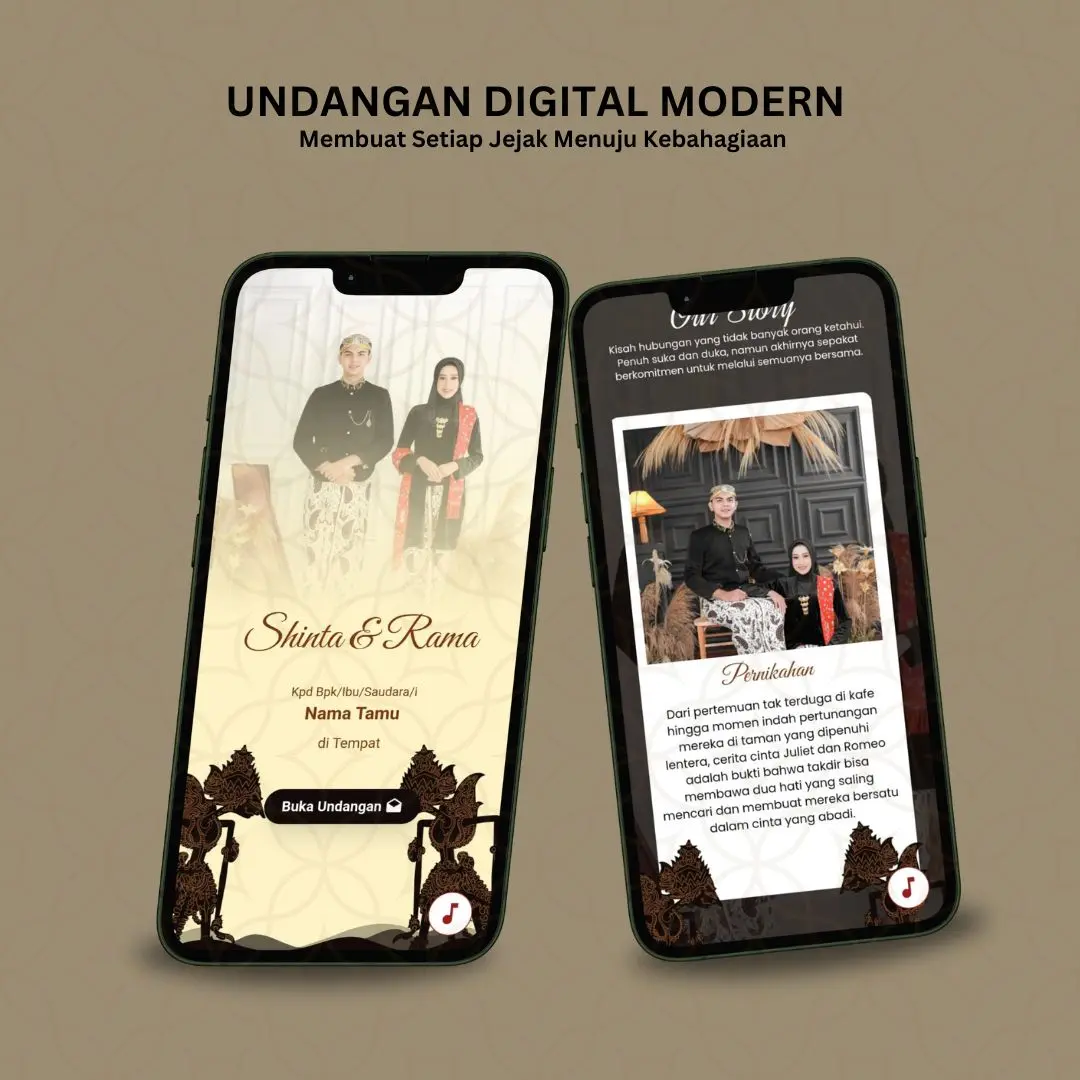 UNDANGAN DIGITAL MODERN
Membuat Setiap Jejak Menuju Kebahagiaan
Shinta & Rama
Kpd Bpk/Ibu/Saudara/i
Nama Tamu
di Tempat
Buka Undangan
Our Story
Kisah hubungan yang tidak banyak orang ketahui.
Penuh suka dan duka, namun akhirnya sepakat
berkomitmen untuk melalui semuanya bersama.
Pernikahan
Dari pertemuan tak terduga di kafe
hingga momen indah pertunangan
mereka di taman yang dipenuhi
lentera, cerita cinta Juliet dan Romeo
adalah bukti bahwa takdir bisa
membawa dua hati yang saling
mencari dan membuat mereka bersatu
dalam cinta yang abadi.